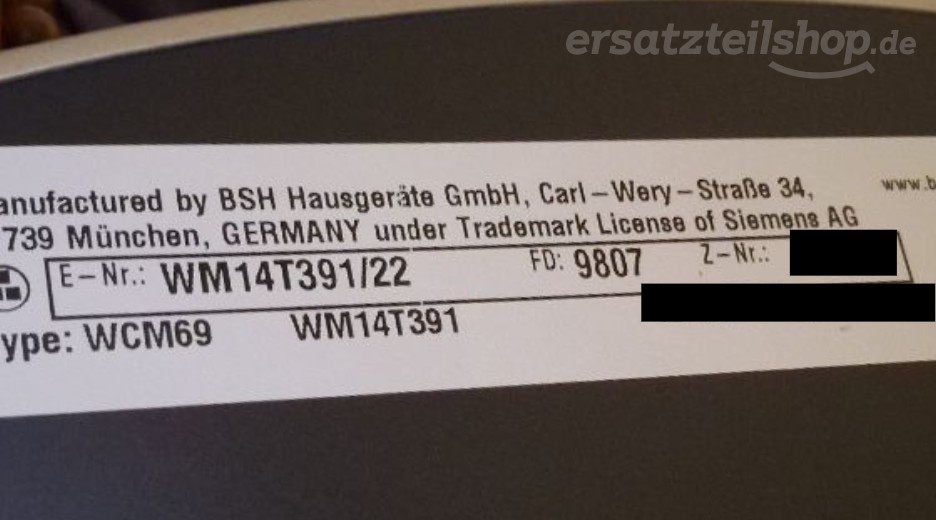 ersatzteilshop.de
anufactured by BSH Hausgeräte GmbH, Carl-Wery-Straße 34,
www.b
739 München, GERMANY under Trademark License of Siemens AG
E-Nr.: WM14T391/22 FD: 9807 Z-Nr.:
ype: WCM69 WM14T391